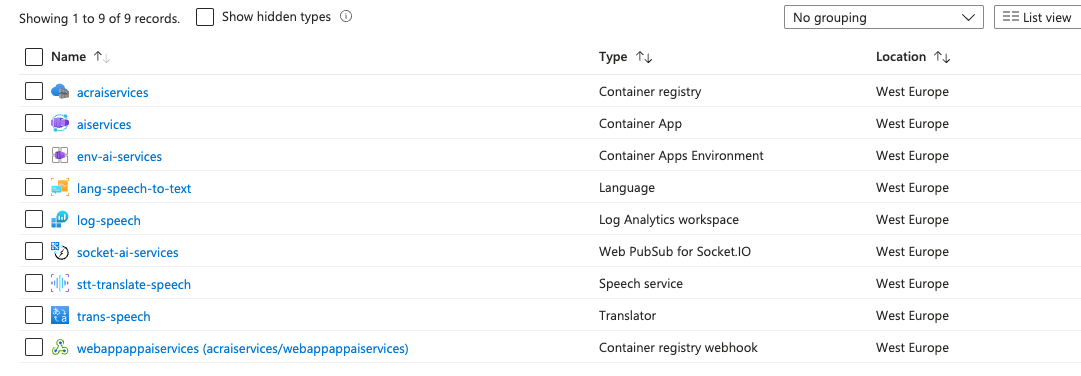 Showing 1 to 9 of 9 records. Show hidden types No grouping List view
Name Type Location
acraiservices Container registry West Europe
aiservices Container App West Europe
env-ai-services Container Apps Environment West Europe
lang-speech-to-text Language West Europe
log-speech Log Analytics workspace West Europe
socket-ai-services Web PubSub for Socket.IO West Europe
stt-translate-speech Speech service West Europe
trans-speech Translator West Europe
webappappaiservices (acraiservices/webappappaiservices) Container registry webhook West Europe